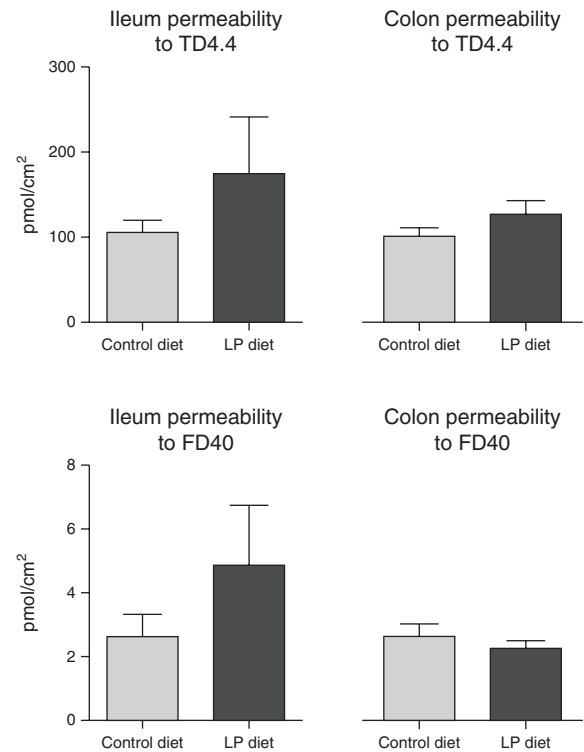 Ileum permeability
to TD4.4
Colon permeability
to TD4.4
300
200
100
0
pmol/cm²
Control diet
LP diet
Control diet
LP diet
Ileum permeability
to FD40
Colon permeability
to FD40
8
6
4
2
0
pmol/cm²
Control diet
LP diet
Control diet
LP diet